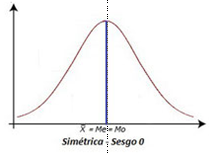 X̄ = Me = Mo
Simétrica - Sesgo 0